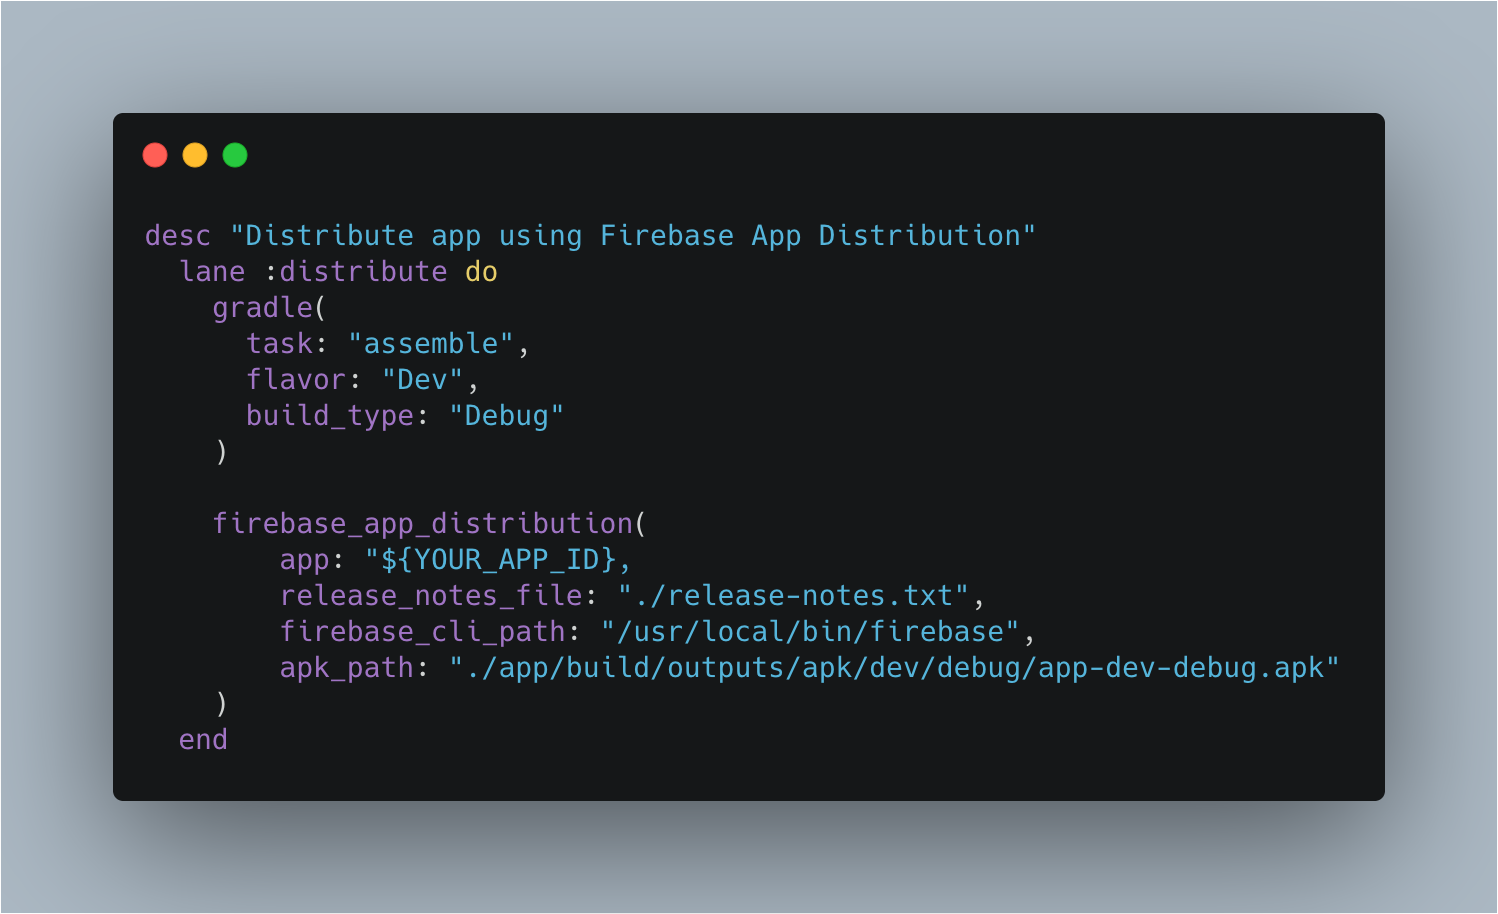 desc "Distribute app using Firebase App Distribution"
  lane :distribute do
    gradle(
      task: "assemble",
      flavor: "Dev",
      build_type: "Debug"
    )

    firebase_app_distribution(
        app: "${YOUR_APP_ID},
        release_notes_file: "./release-notes.txt",
        firebase_cli_path: "/usr/local/bin/firebase",
        apk_path: "./app/build/outputs/apk/dev/debug/app-dev-debug.apk"
    )
  end